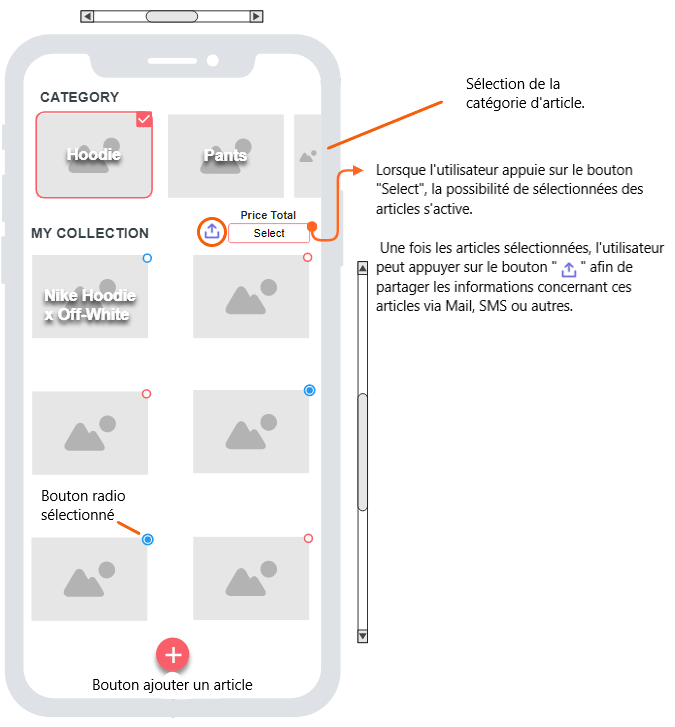 CATEGORY
Hoodie
Pants
Price Total
MY COLLECTION
Select
Nike Hoodie
x Off-White
Bouton radio
sélectionné
Bouton ajouter un article
Sélection de la
catégorie d'article.
Lorsque l'utilisateur appuie sur le bouton
"Select", la possibilité de sélectionnées des
articles s'active.
Une fois les articles sélectionnées, l'utilisateur
peut appuyer sur le bouton " " afin de
partager les informations concernant ces
articles via Mail, SMS ou autres.